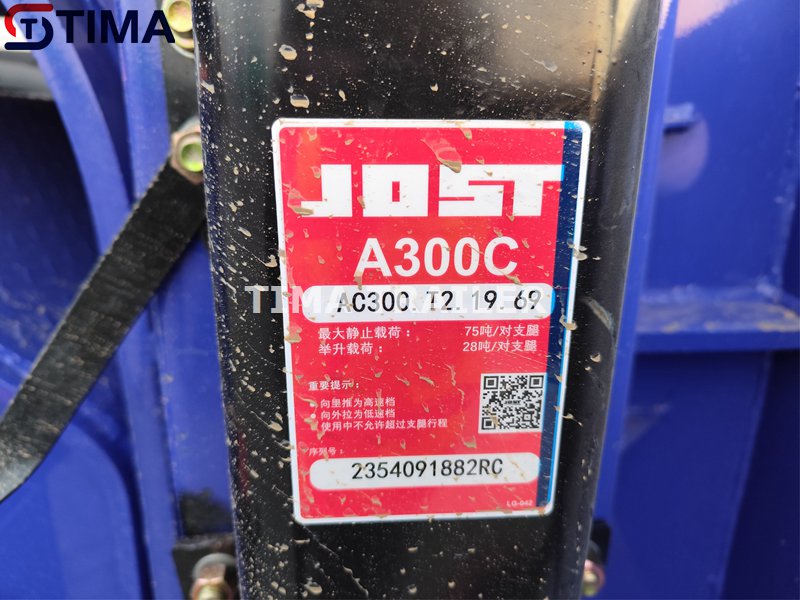 TIMA
JOST
A300C
AC300.T2.19.69
最大静止载荷： 75吨/对支腿
举升载荷： 28吨/对支腿
重要提示：
向里推为高速档
向外拉为低速档
使用中不允许超过支腿行程
序列号：
2354091882RC
LG-042